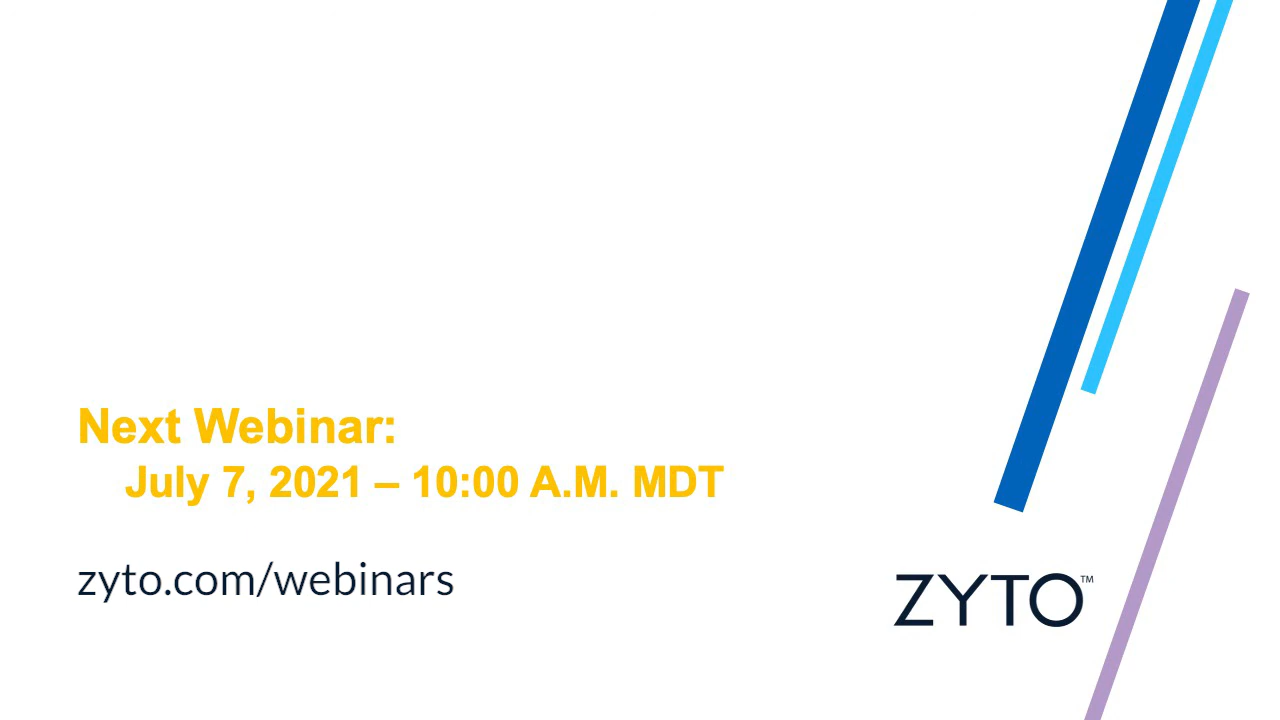 Next Webinar:
July 7, 2021 – 10:00 A.M. MDT
zyto.com/webinars
ZYTO™